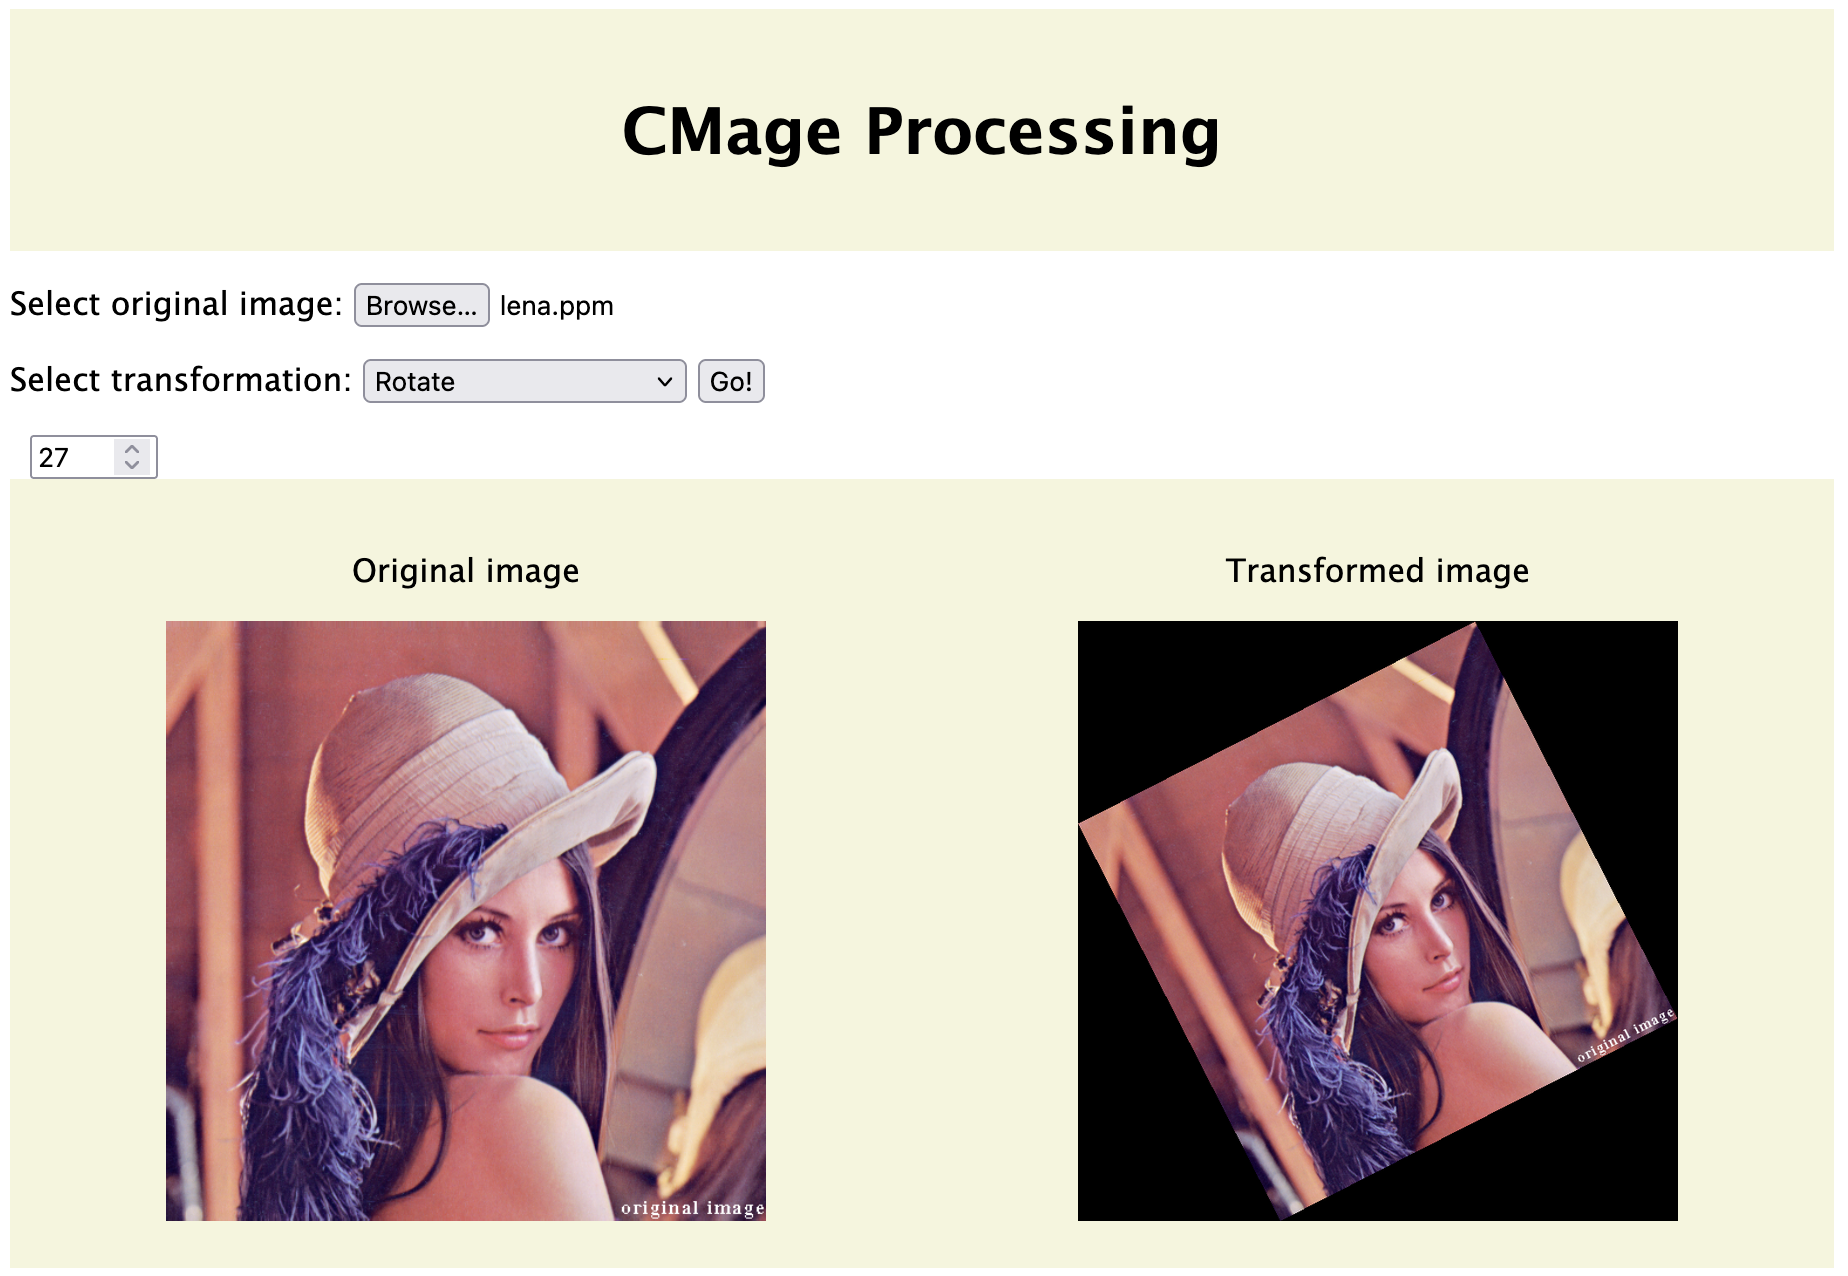 CMage Processing
Select original image: Browse... lena.ppm
Select transformation: Rotate Go!
27
Original image
Transformed image
original image
original image